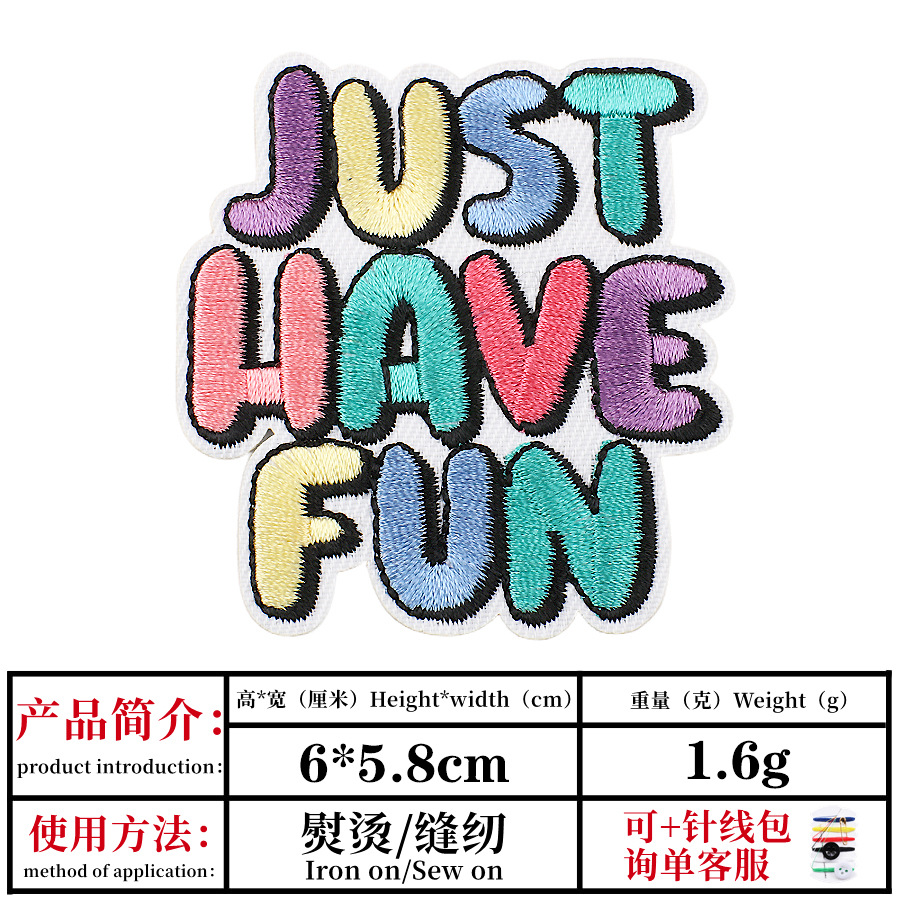 JUST
HAVE
FUN
产品简介：
product introduction:
高*宽（厘米）Height*width（cm）
重量（克）Weight（g）
6*5.8cm
1.6g
使用方法：
method of application:
熨烫/缝纫
Iron on/Sew on
可+针线包
询单客服